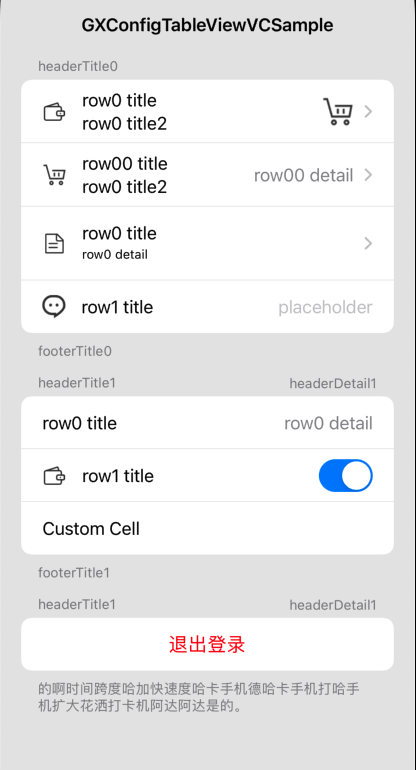 GXConfigTableViewVCSample
headerTitle0
row0 title
row0 title2
row00 title
row0 title2
row00 detail
row0 title
row0 detail
row1 title
placeholder
footerTitle0
headerTitle1
headerDetail1
row0 title
row0 detail
row1 title
Custom Cell
footerTitle1
headerTitle1
headerDetail1
退出登录
的啊时间跨度哈加快速度哈卡手机德哈卡手机打哈手
机扩大花洒打卡机阿达阿达是的。